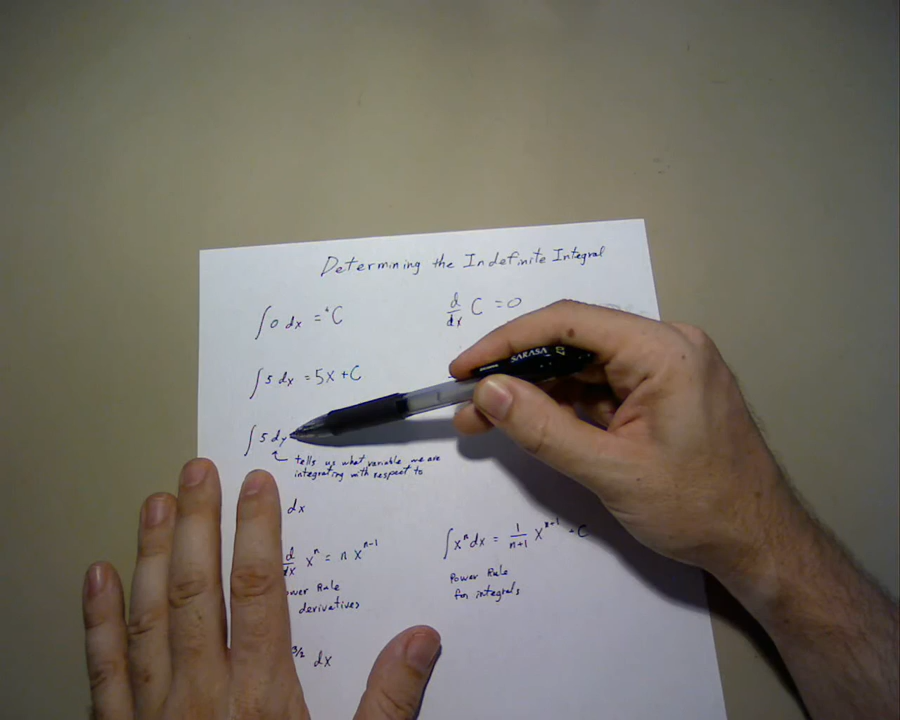 Determining the Indefinite Integral
∫ 0 dx = C
d/dx C = 0
∫ 5 dx = 5x + C
∫ 5 dy
tells us what variable we are
integrating with respect to
dx
d/dx xⁿ = n xⁿ⁻¹
∫ xⁿ dx = 1/(n+1) xⁿ⁺¹ + C
Power Rule
for integrals
Rule
derivatives
3/2 dx
SARASA